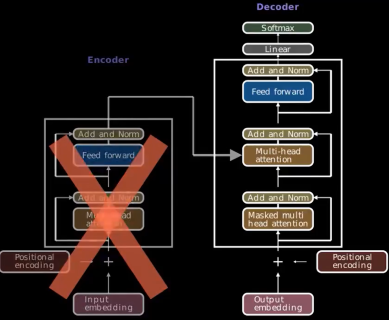 Decoder
Softmax
Linear
Add and Norm
Feed forward
Add and Norm
Multi-head
attention
Add and Norm
Masked multi
head attention
Positional
encoding
Output
embedding
Encoder
Add and Norm
Feed forward
Add and Norm
Multi-head
attention
Positional
encoding
Input
embedding